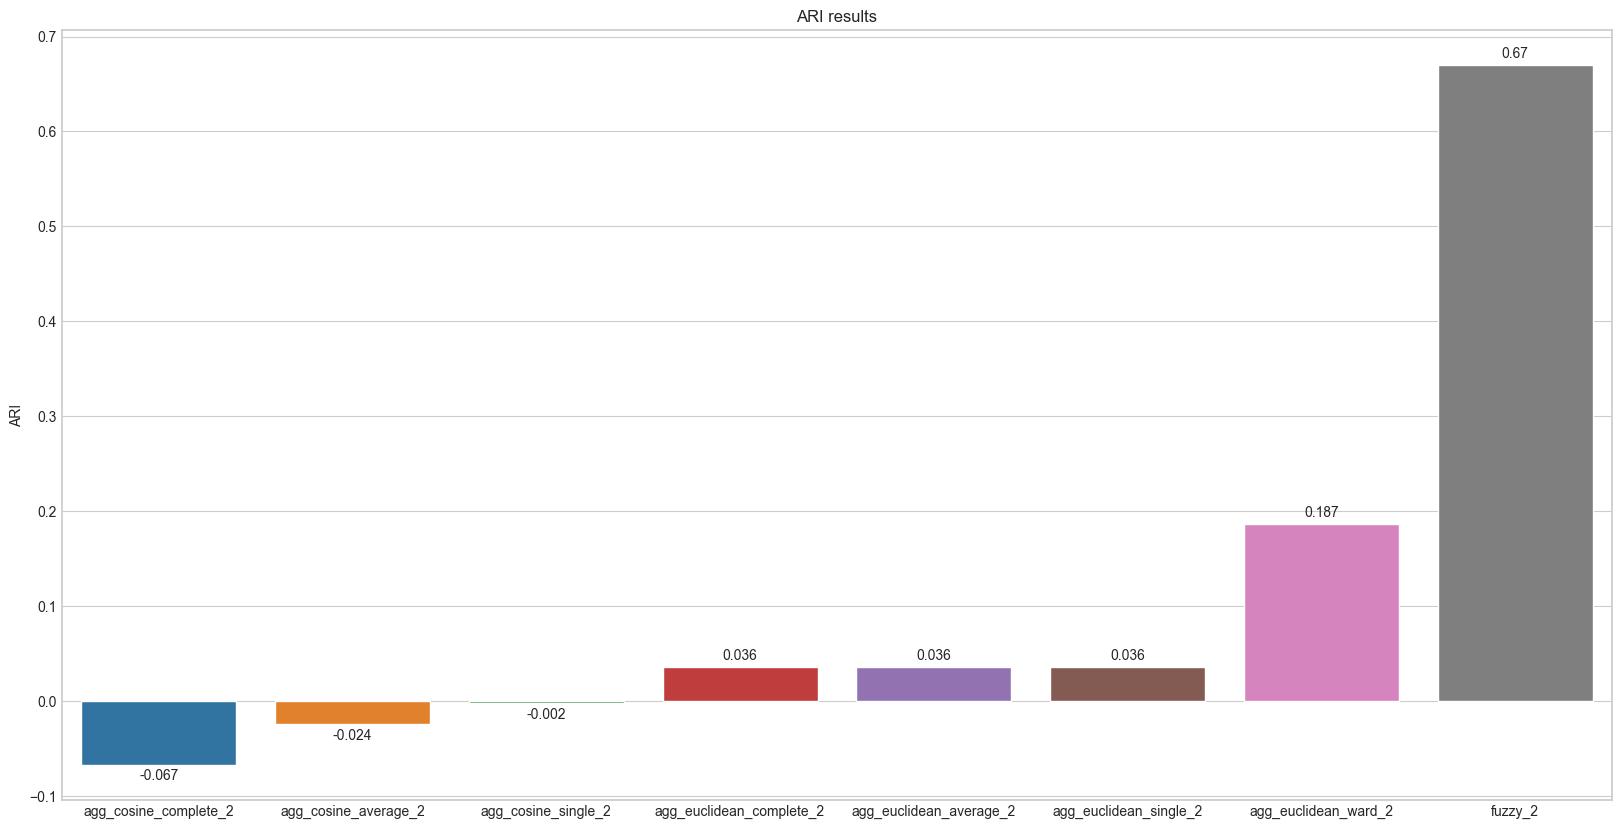 ARI results
0.7
0.6
0.5
0.4
0.3
0.2
0.1
0.0
−0.1
ARI
-0.067
-0.024
-0.002
0.036
0.036
0.036
0.187
0.67
agg_cosine_complete_2
agg_cosine_average_2
agg_cosine_single_2
agg_euclidean_complete_2
agg_euclidean_average_2
agg_euclidean_single_2
agg_euclidean_ward_2
fuzzy_2